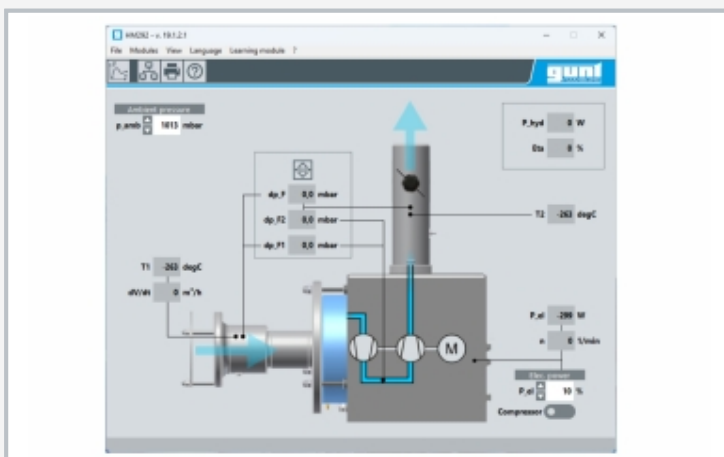 HM292 - v. 19.1.2.1
File Modules View Language Learning module ?
gunt
Ambient pressure
p_amb 1013 mbar
P_hyd 0 W
Eta 0 %
dp_F 0,0 mbar
dp_F2 0,0 mbar
dp_F1 0,0 mbar
T2 -263 degC
T1 -263 degC
dV/dt 0 m³/h
P_el -299 W
n 0 1/min
M
Elec. power
P_el 10 %
Compressor